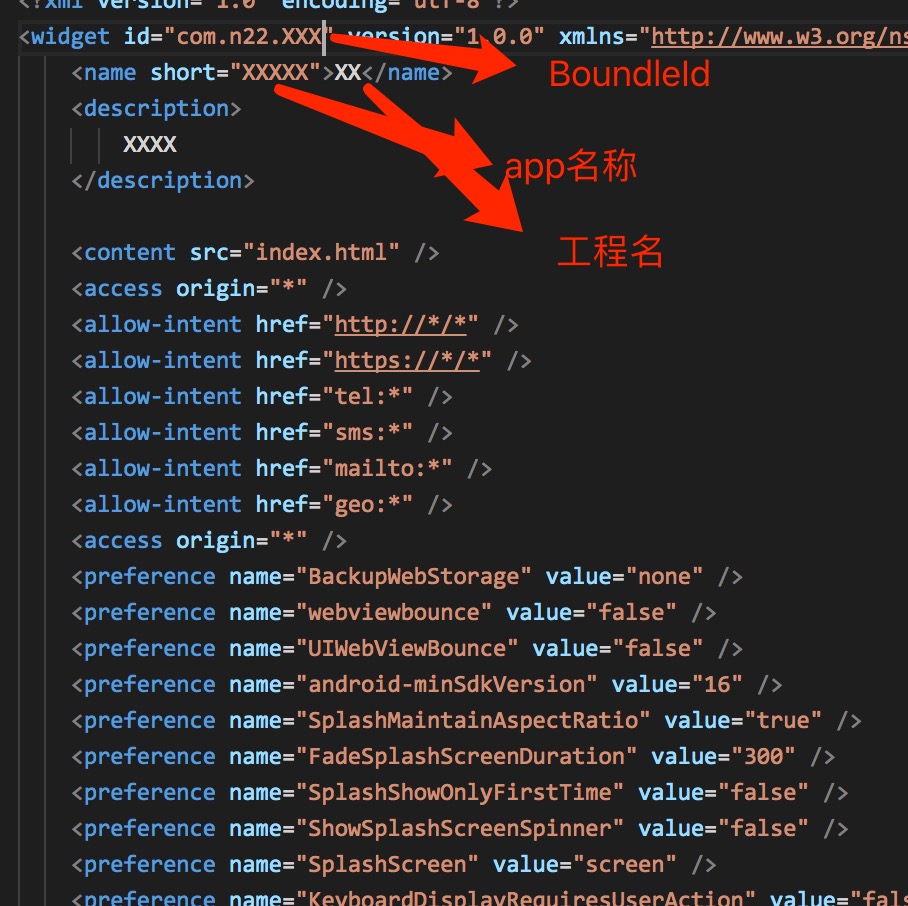 <?xml version="1.0" encoding="utf-8"?>
<widget id="com.n22.XXX" version="1.0.0" xmlns="http://www.w3.org/ns
<name short="XXXXX">XX</name>
BoundleId
<description>
XXXX
app名称
</description>
工程名
<content src="index.html" />
<access origin="*" />
<allow-intent href="http://*/*" />
<allow-intent href="https://*/*" />
<allow-intent href="tel:*" />
<allow-intent href="sms:*" />
<allow-intent href="mailto:*" />
<allow-intent href="geo:*" />
<access origin="*" />
<preference name="BackupWebStorage" value="none" />
<preference name="webviewbounce" value="false" />
<preference name="UIWebViewBounce" value="false" />
<preference name="android-minSdkVersion" value="16" />
<preference name="SplashMaintainAspectRatio" value="true" />
<preference name="FadeSplashScreenDuration" value="300" />
<preference name="SplashShowOnlyFirstTime" value="false" />
<preference name="ShowSplashScreenSpinner" value="false" />
<preference name="SplashScreen" value="screen" />
<preference name="KeyboardDisplayRequiresUserAction" value="fals